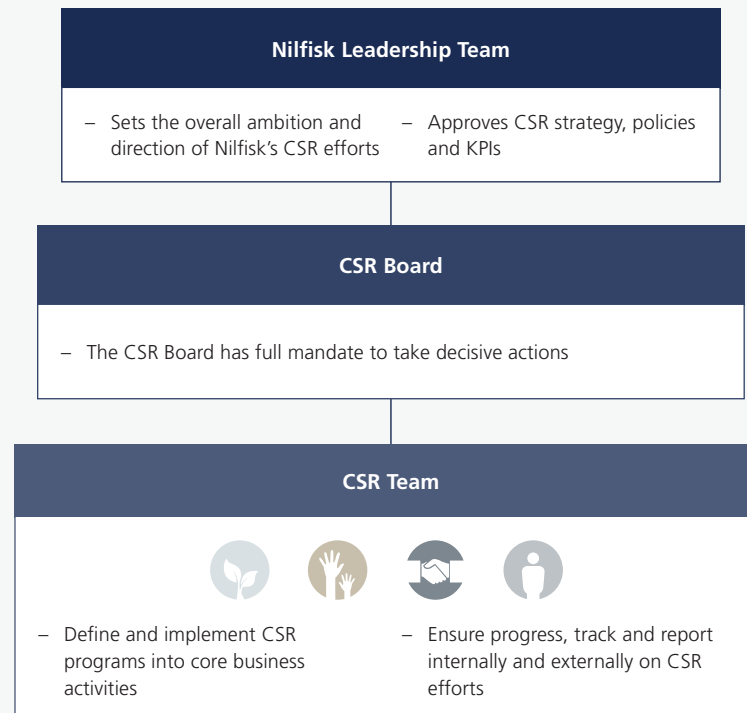 Nilfisk Leadership Team
– Sets the overall ambition and
direction of Nilfisk's CSR efforts
– Approves CSR strategy, policies
and KPIs
CSR Board
– The CSR Board has full mandate to take decisive actions
CSR Team
– Define and implement CSR
programs into core business
activities
– Ensure progress, track and report
internally and externally on CSR
efforts